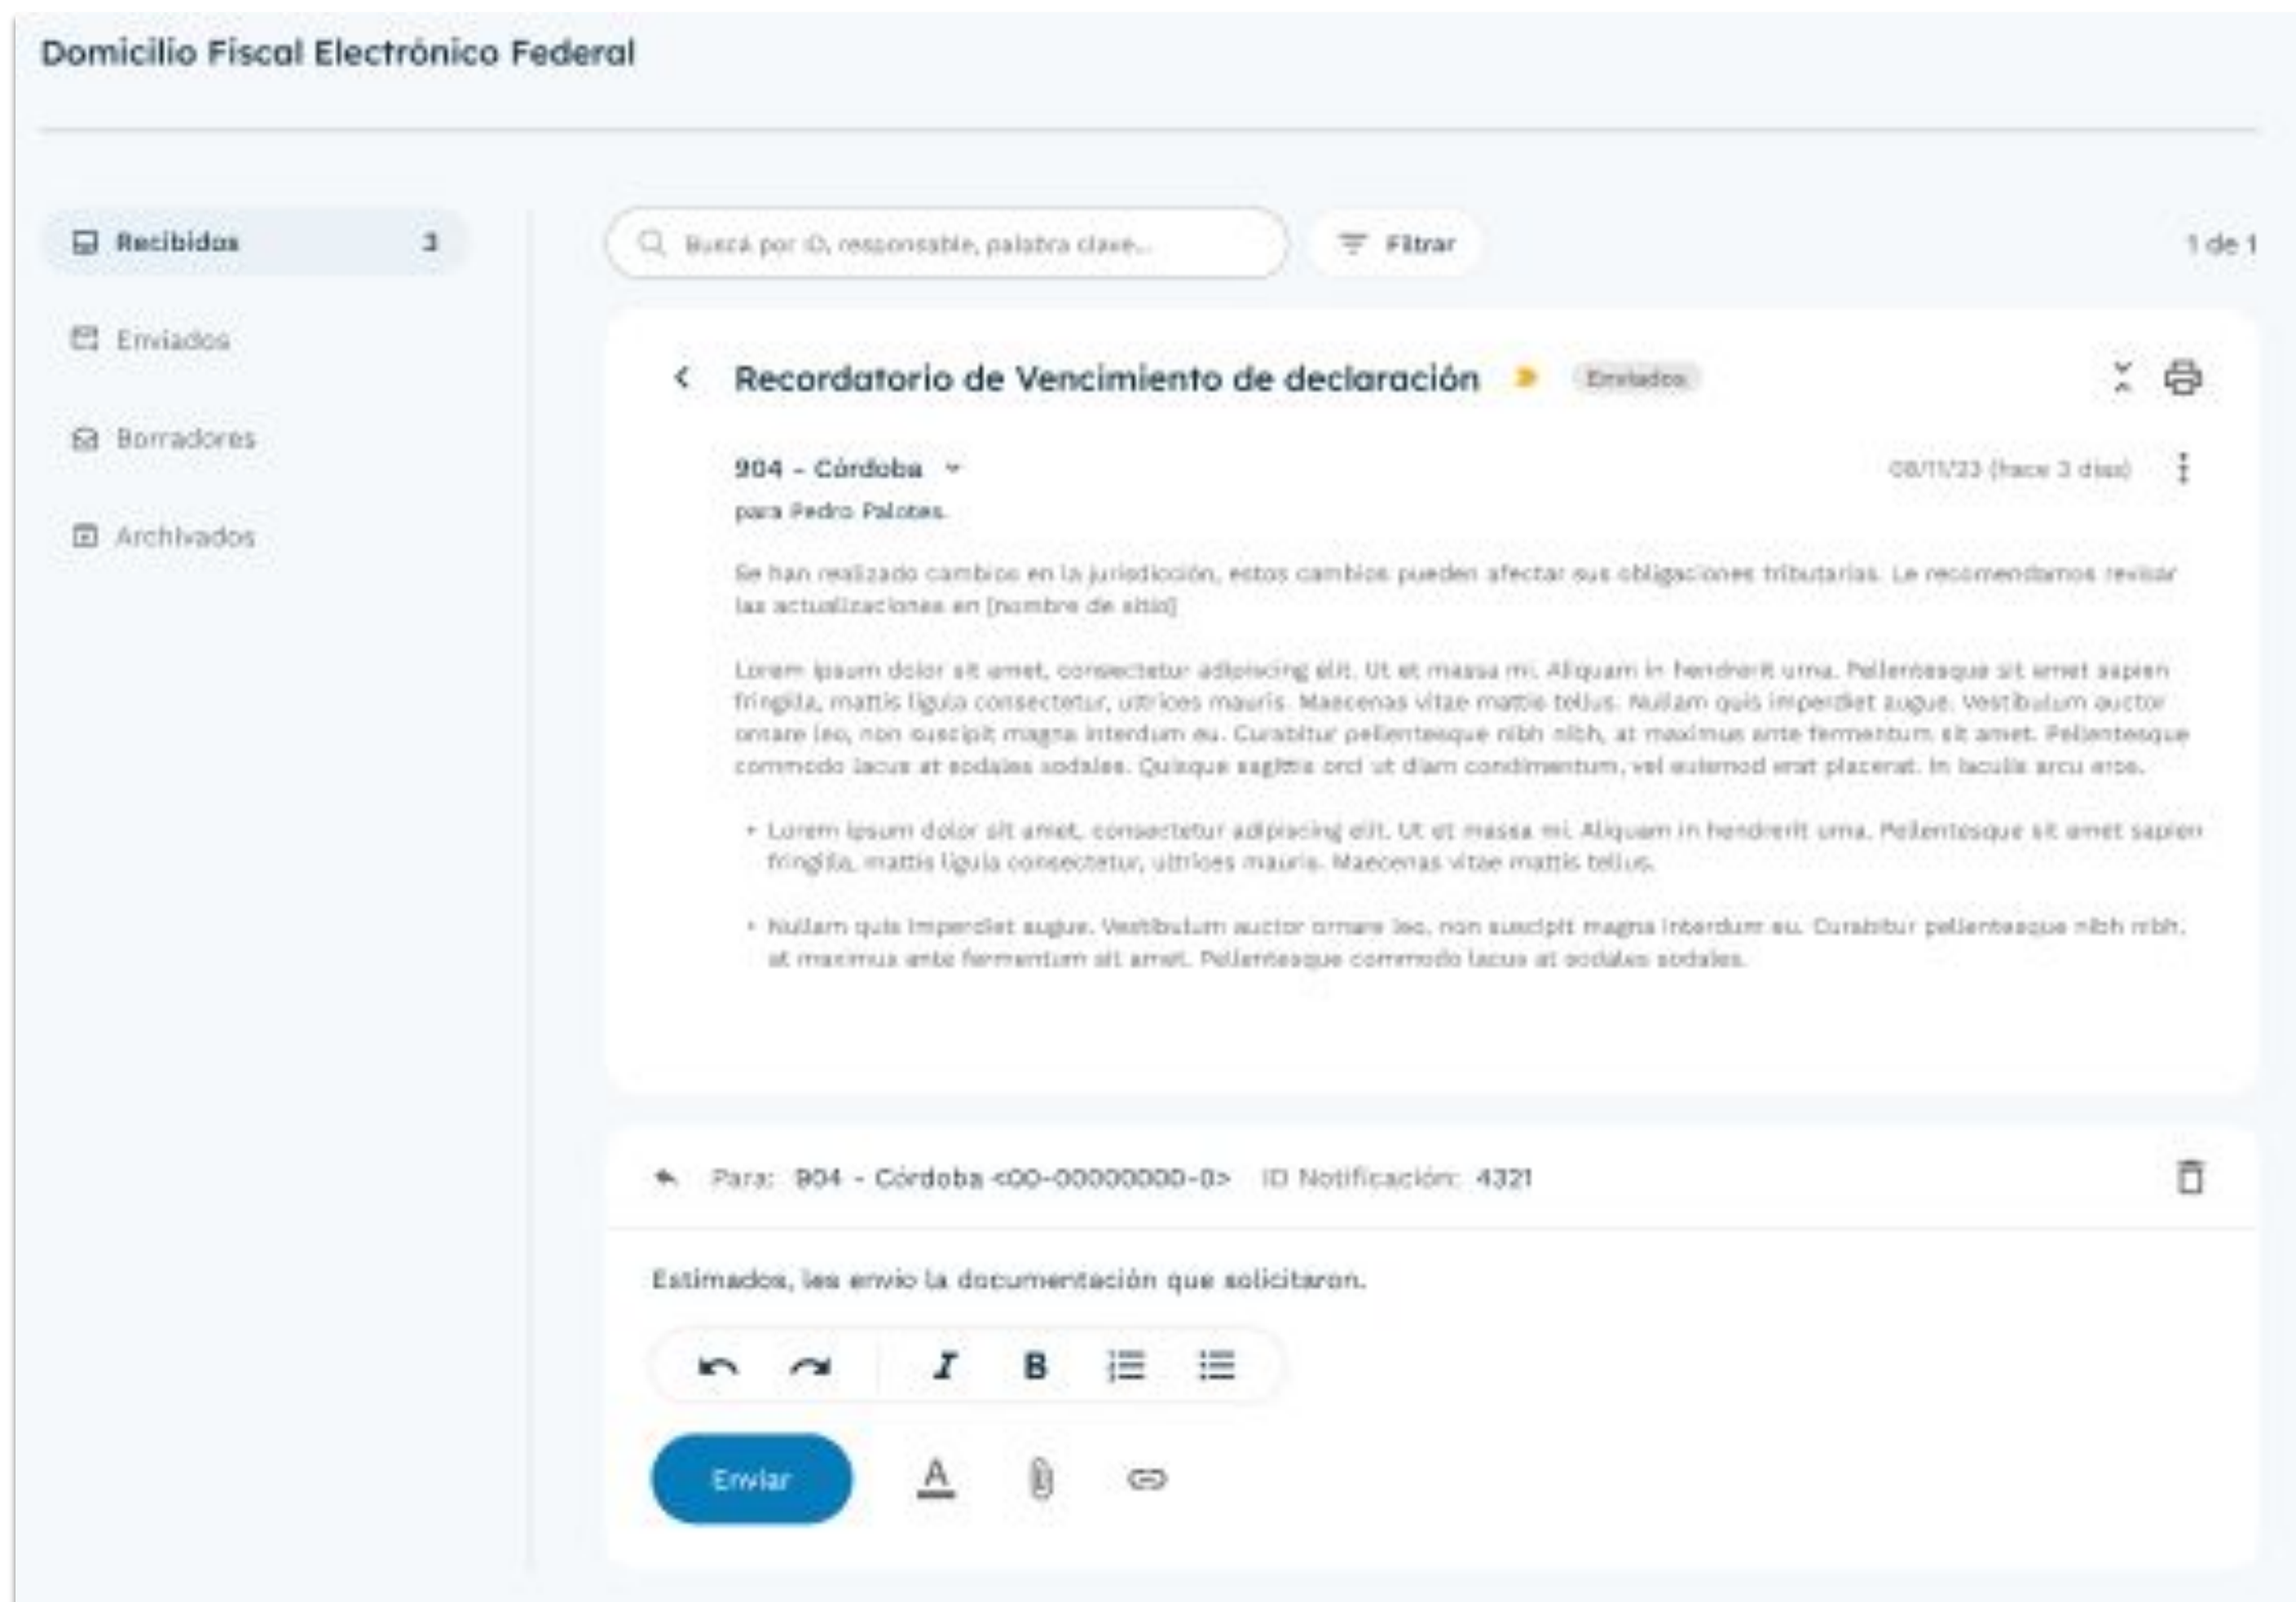 Domicilio Fiscal Electrónico Federal
Recibidos 3
Enviados
Borradores
Archivados
Buscá por ID, responsable, palabra clave...
Filtrar
1 de 1
Recordatorio de Vencimiento de declaración
Enviados
904 - Córdoba
08/11/23 (hace 3 días)
para Pedro Palotes.
Se han realizado cambios en la jurisdicción, estos cambios pueden afectar sus obligaciones tributarias. Le recomendamos revisar
las actualizaciones en [nombre de sitio]
Lorem ipsum dolor sit amet, consectetur adipiscing elit. Ut et massa mi. Aliquam in hendrerit urna. Pellentesque sit amet sapien
fringilla, mattis ligula consectetur, ultrices mauris. Maecenas vitae mattis tellus. Nullam quis imperdiet augue. Vestibulum auctor
ornare leo, non suscipit magna interdum eu. Curabitur pellentesque nibh nibh, at maximus ante fermentum sit amet. Pellentesque
commodo lacus at sodales sodales. Quisque sagittis orci ut diam condimentum, vel euismod erat placerat. In iaculis arcu eros.
• Lorem ipsum dolor sit amet, consectetur adipiscing elit. Ut et massa mi. Aliquam in hendrerit urna. Pellentesque sit amet sapien
fringilla, mattis ligula consectetur, ultrices mauris. Maecenas vitae mattis tellus.
• Nullam quis imperdiet augue. Vestibulum auctor ornare leo, non suscipit magna interdum eu. Curabitur pellentesque nibh nibh,
at maximus ante fermentum sit amet. Pellentesque commodo lacus at sodales sodales.
Para: 904 - Córdoba <00-00000000-0> ID Notificación: 4321
Estimados, les envío la documentación que solicitaron.
I B
Enviar A